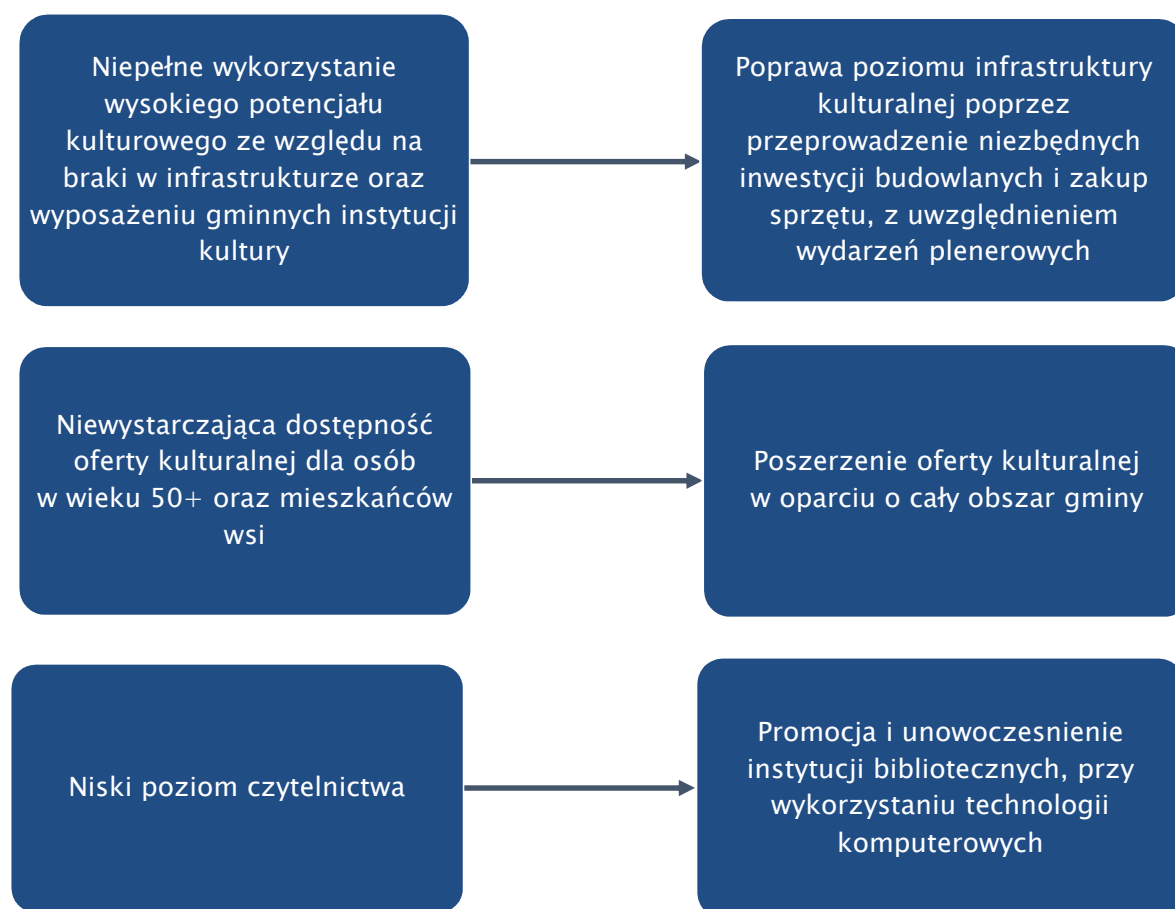 Niepełne wykorzystanie
wysokiego potencjału
kulturowego ze względu na
braki w infrastrukturze oraz
wyposażeniu gminnych instytucji
kultury
Poprawa poziomu infrastruktury
kulturalnej poprzez
przeprowadzenie niezbędnych
inwestycji budowlanych i zakup
sprzętu, z uwzględnieniem
wydarzeń plenerowych
Niewystarczająca dostępność
oferty kulturalnej dla osób
w wieku 50+ oraz mieszkańców
wsi
Poszerzenie oferty kulturalnej
w oparciu o cały obszar gminy
Niski poziom czytelnictwa
Promocja i unowoczesnienie
instytucji bibliotecznych, przy
wykorzystaniu technologii
komputerowych